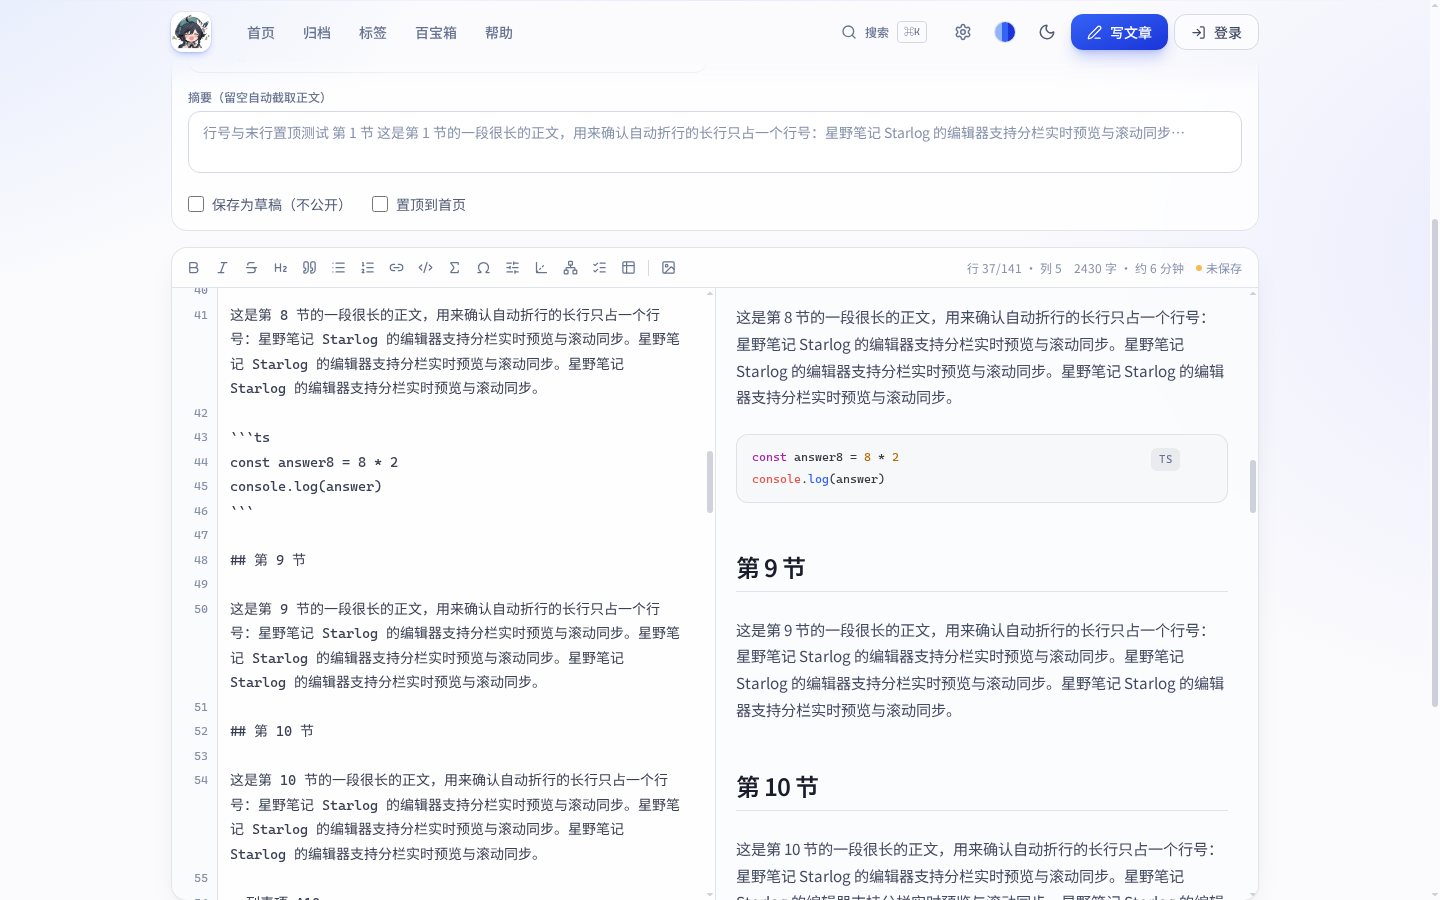 首页 归档 标签 百宝箱 帮助 搜索 ⌘K 写文章 登录
摘要（留空自动截取正文）
行号与末行置顶测试 第 1 节 这是第 1 节的一段很长的正文，用来确认自动折行的长行只占一个行号：星野笔记 Starlog 的编辑器支持分栏实时预览与滚动同步…
保存为草稿（不公开） 置顶到首页
行 37/141 • 列 5 2430 字 • 约 6 分钟 未保存
40
41 这是第 8 节的一段很长的正文，用来确认自动折行的长行只占一个行
号：星野笔记 Starlog 的编辑器支持分栏实时预览与滚动同步。星野笔
记 Starlog 的编辑器支持分栏实时预览与滚动同步。星野笔记
Starlog 的编辑器支持分栏实时预览与滚动同步。
42
43 ```ts
44 const answer8 = 8 * 2
45 console.log(answer)
46 ```
47
48 ## 第 9 节
49
50 这是第 9 节的一段很长的正文，用来确认自动折行的长行只占一个行
号：星野笔记 Starlog 的编辑器支持分栏实时预览与滚动同步。星野笔
记 Starlog 的编辑器支持分栏实时预览与滚动同步。星野笔记
Starlog 的编辑器支持分栏实时预览与滚动同步。
51
52 ## 第 10 节
53
54 这是第 10 节的一段很长的正文，用来确认自动折行的长行只占一个行
号：星野笔记 Starlog 的编辑器支持分栏实时预览与滚动同步。星野笔
记 Starlog 的编辑器支持分栏实时预览与滚动同步。星野笔记
Starlog 的编辑器支持分栏实时预览与滚动同步。
55
这是第 8 节的一段很长的正文，用来确认自动折行的长行只占一个行号：
星野笔记 Starlog 的编辑器支持分栏实时预览与滚动同步。星野笔记
Starlog 的编辑器支持分栏实时预览与滚动同步。星野笔记 Starlog 的编辑
器支持分栏实时预览与滚动同步。
const answer8 = 8 * 2 TS
console.log(answer)
第 9 节
这是第 9 节的一段很长的正文，用来确认自动折行的长行只占一个行号：
星野笔记 Starlog 的编辑器支持分栏实时预览与滚动同步。星野笔记
Starlog 的编辑器支持分栏实时预览与滚动同步。星野笔记 Starlog 的编辑
器支持分栏实时预览与滚动同步。
第 10 节
这是第 10 节的一段很长的正文，用来确认自动折行的长行只占一个行号：
星野笔记 Starlog 的编辑器支持分栏实时预览与滚动同步。星野笔记